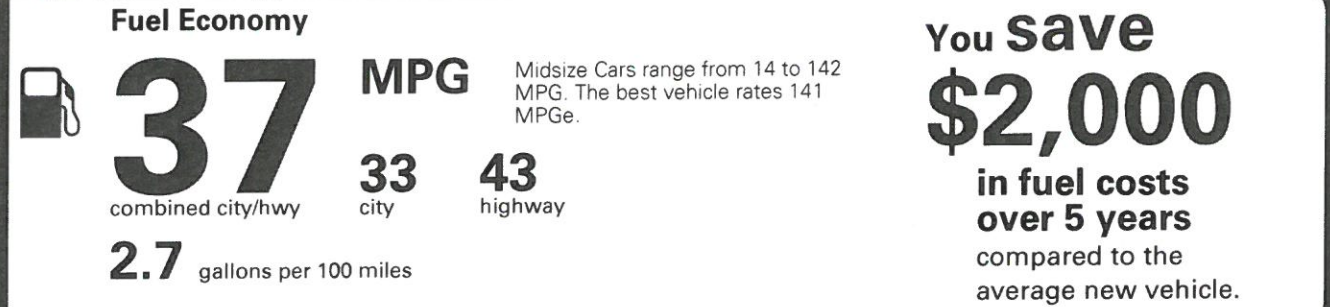 Fuel Economy
37 MPG
combined city/hwy
Midsize Cars range from 14 to 142
MPG. The best vehicle rates 141
MPGe.
33
city
43
highway
2.7 gallons per 100 miles
You save
$2,000
in fuel costs
over 5 years
compared to the
average new vehicle.